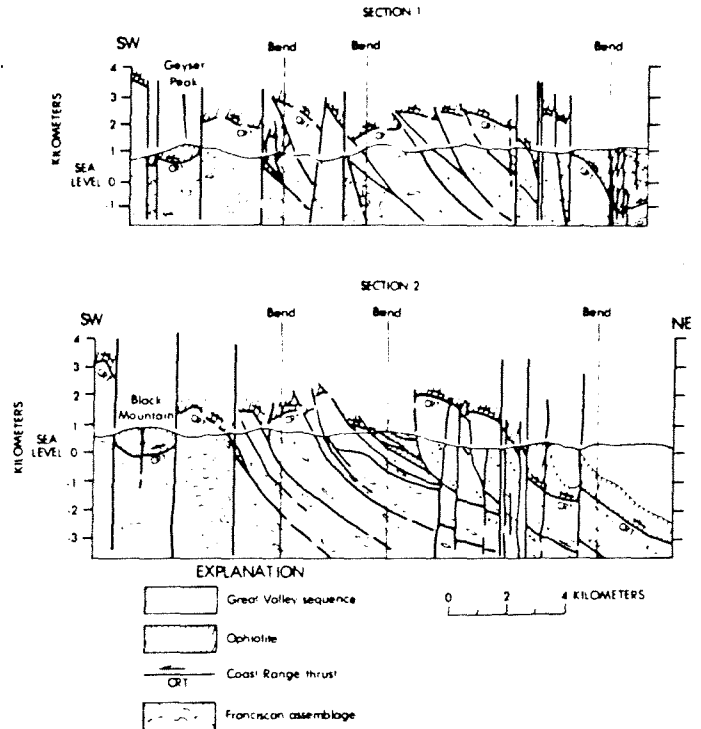 SECTION 1
SW
Bend
Bend
Bend
Geyser
Peak
KILOMETERS
4
3
2
1
SEA
LEVEL 0
-1
SECTION 2
SW
Bend
Bend
Bend
NE
Black
Mountain
KILOMETERS
4
3
2
1
SEA
LEVEL
0
-1
-2
-3
EXPLANATION
Great Valley sequence
Ophiolite
CRT
Coast Range thrust
Franciscan assemblage
0 2 4 KILOMETERS